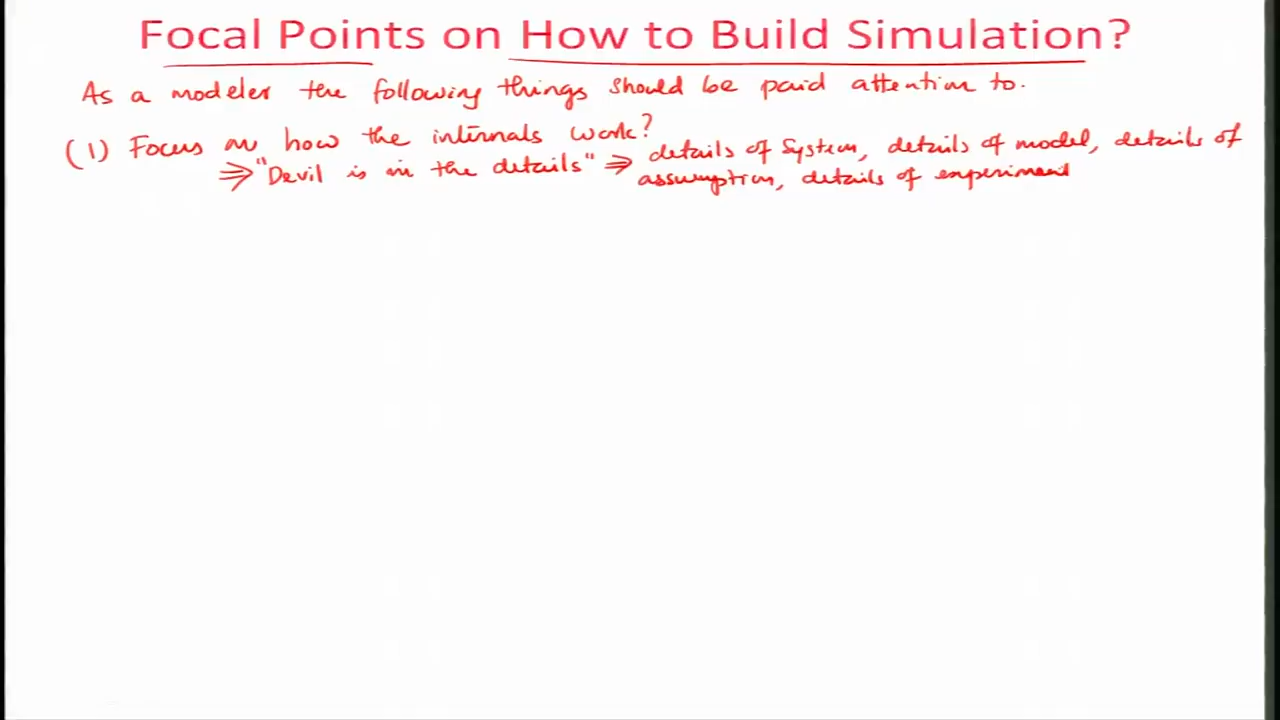 Focal Points on How to Build Simulation?
As a modeler the following things should be paid attention to.
(1) Focus on how the internals work?
⇒ "Devil is in the details" ⇒ details of System, details of model, details of
assumption, details of experiment